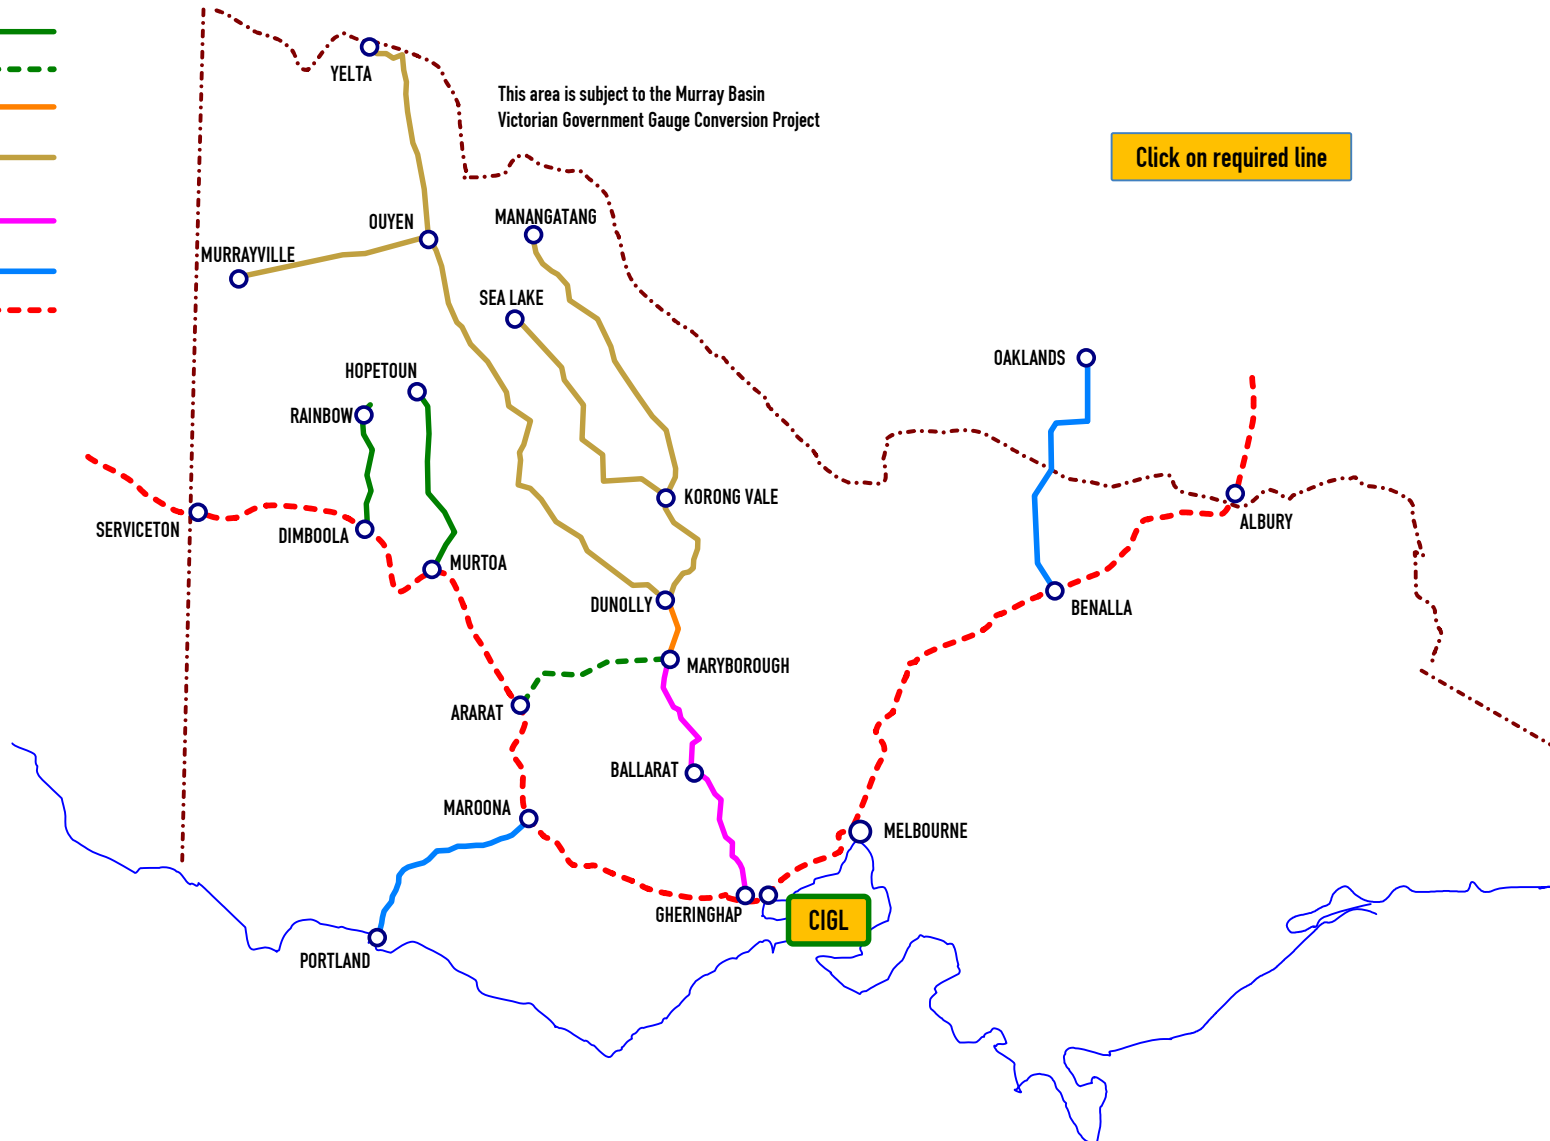 YELTA
This area is subject to the Murray Basin
Victorian Government Gauge Conversion Project
Click on required line
OUYEN
MANANGATANG
MURRAYVILLE
SEA LAKE
OAKLANDS
HOPETOUN
RAINBOW
KORONG VALE
SERVICETON
DIMBOOLA
ALBURY
MURTOA
DUNOLLY
BENALLA
MARYBOROUGH
ARARAT
BALLARAT
MAROONA
MELBOURNE
GHERINGHAP
CIGL
PORTLAND